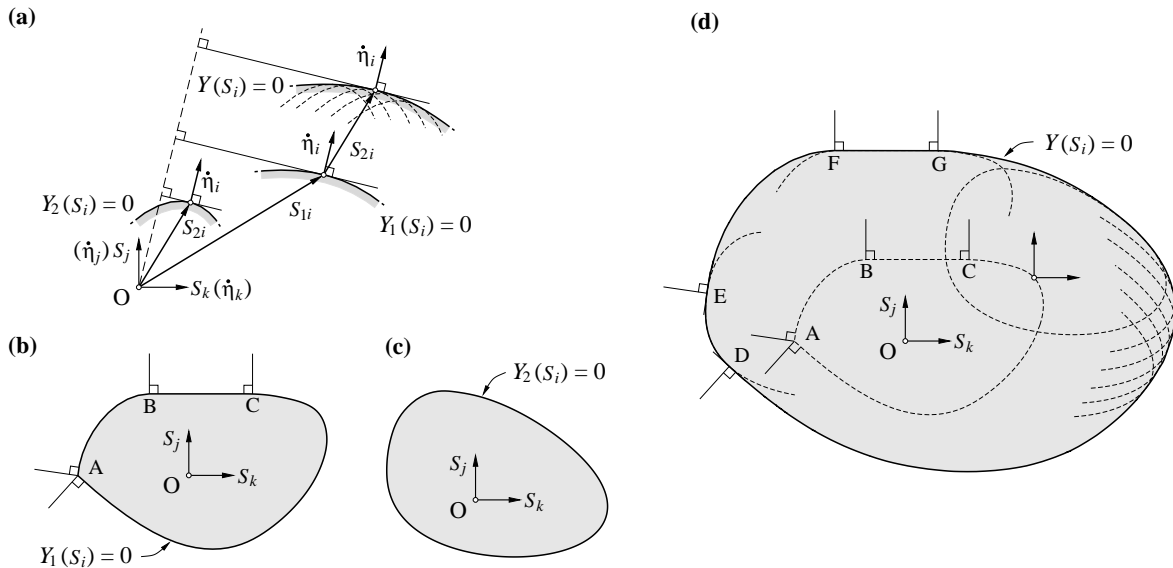 (a)
η̇ᵢ
Y(Sᵢ) = 0
η̇ᵢ
S₂ᵢ
η̇ᵢ
Y₂(Sᵢ) = 0
S₂ᵢ
S₁ᵢ
Y₁(Sᵢ) = 0
(η̇ⱼ) Sⱼ
O
Sₖ(η̇ₖ)
(b)
B
C
A
Sⱼ
O
Sₖ
Y₁(Sᵢ) = 0
(c)
Y₂(Sᵢ) = 0
Sⱼ
O
Sₖ
(d)
F
G
Y(Sᵢ) = 0
B
C
E
Sⱼ
A
O
Sₖ
D